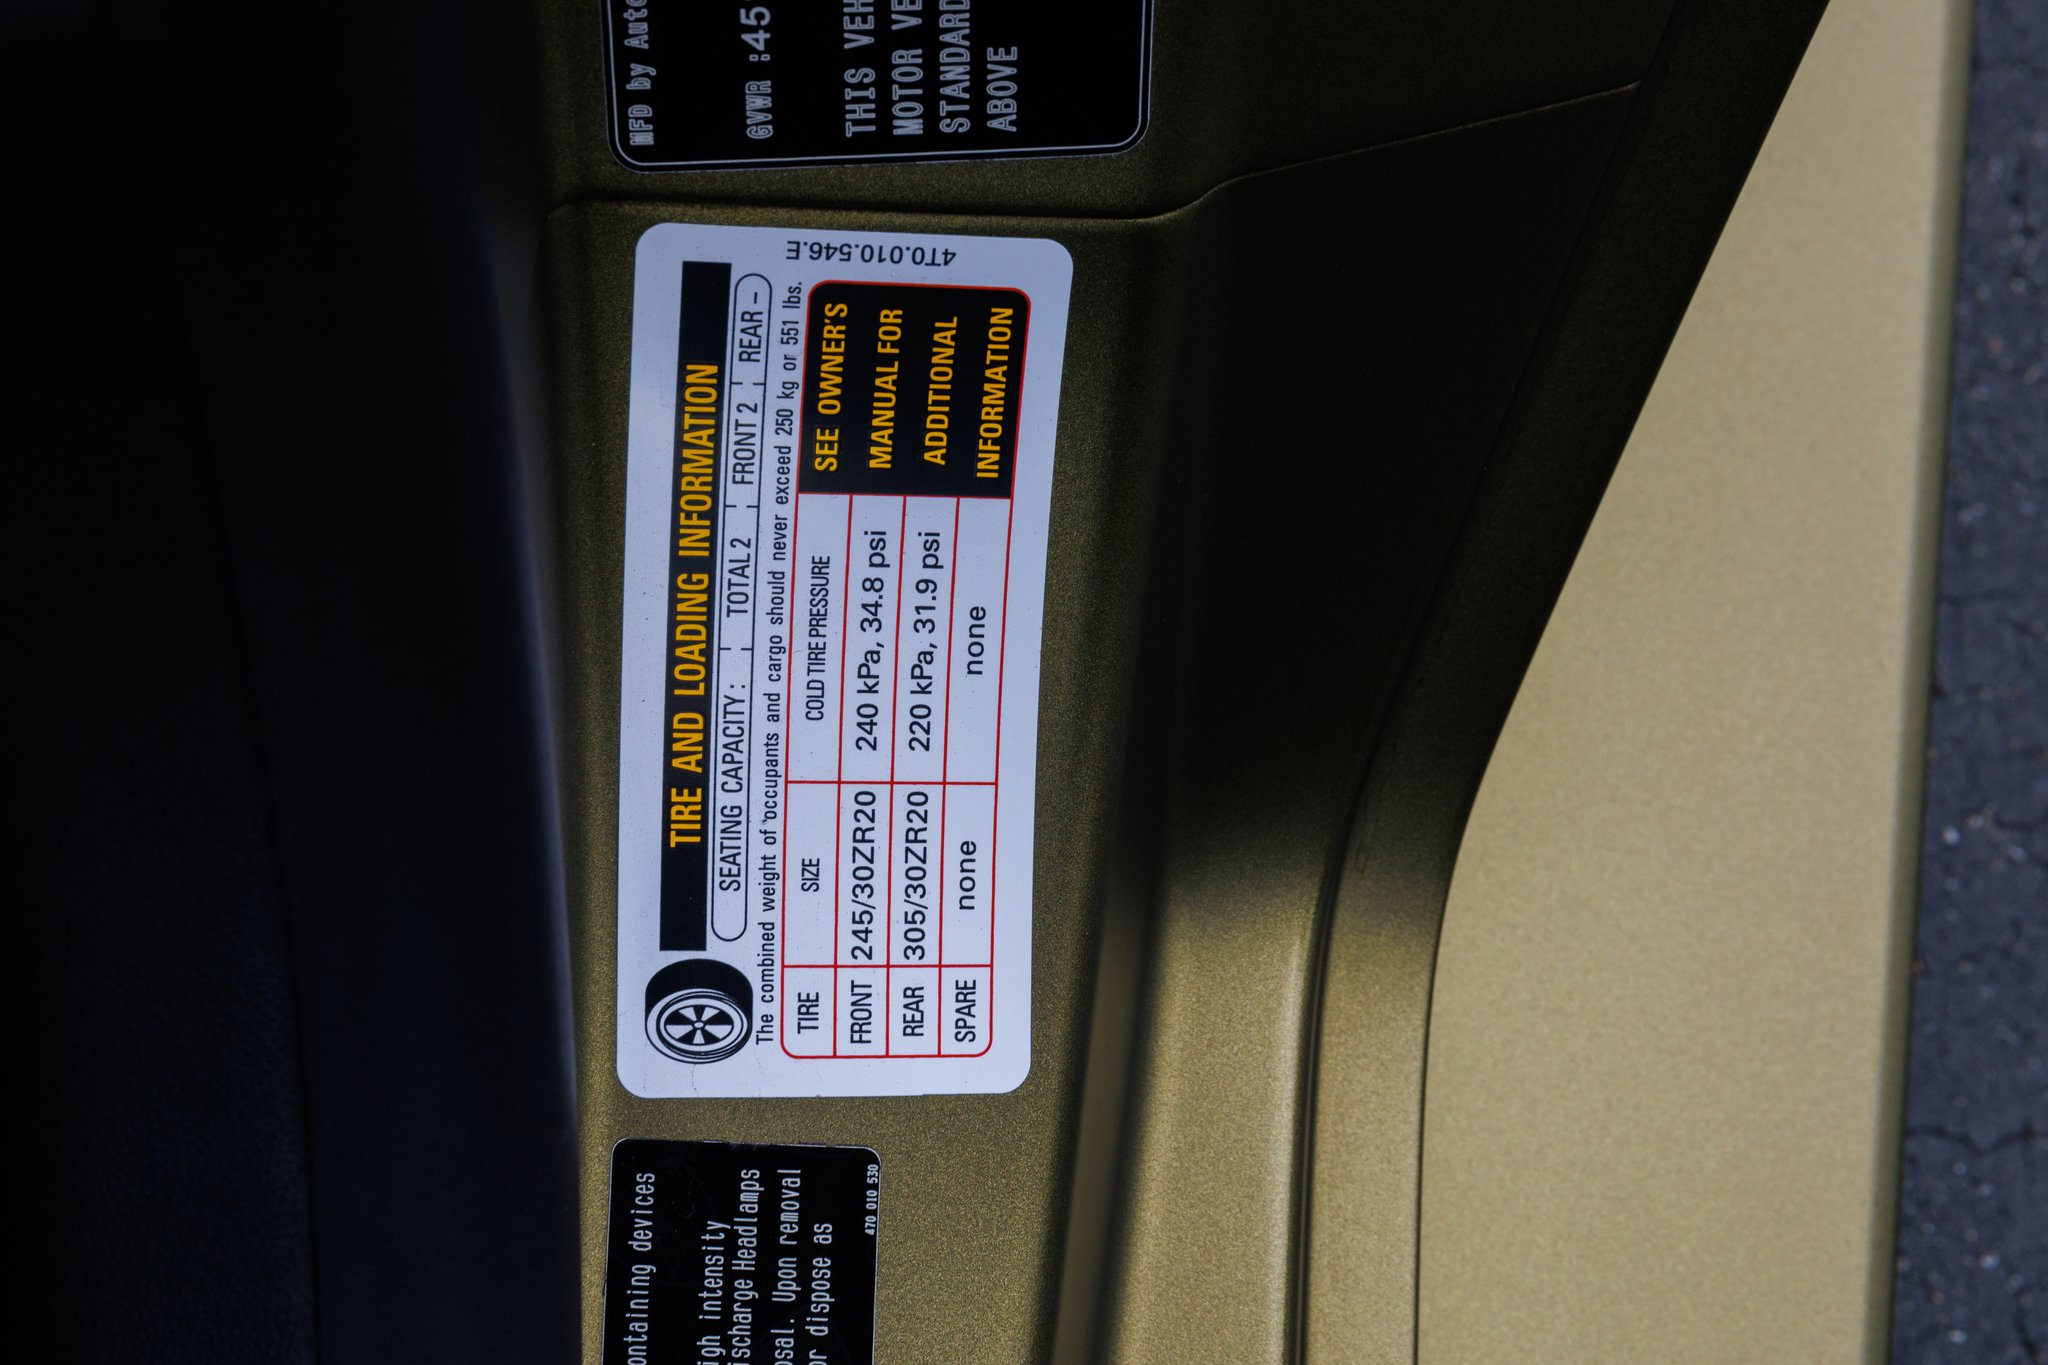 MFD by Auto
GVWR :45
THIS VEH
MOTOR VE
STANDARD
ABOVE
4T0.010.546.E
TIRE AND LOADING INFORMATION
SEATING CAPACITY: TOTAL 2 FRONT 2 REAR –
The combined weight of occupants and cargo should never exceed 250 kg or 551 lbs.
TIRE SIZE COLD TIRE PRESSURE
FRONT 245/30ZR20 240 kPa, 34.8 psi
REAR 305/30ZR20 220 kPa, 31.9 psi
SPARE none none
SEE OWNER'S
MANUAL FOR
ADDITIONAL
INFORMATION
ontaining devices
igh intensity
ischarge Headlamps
osal. Upon removal
or dispose as
470 010 530